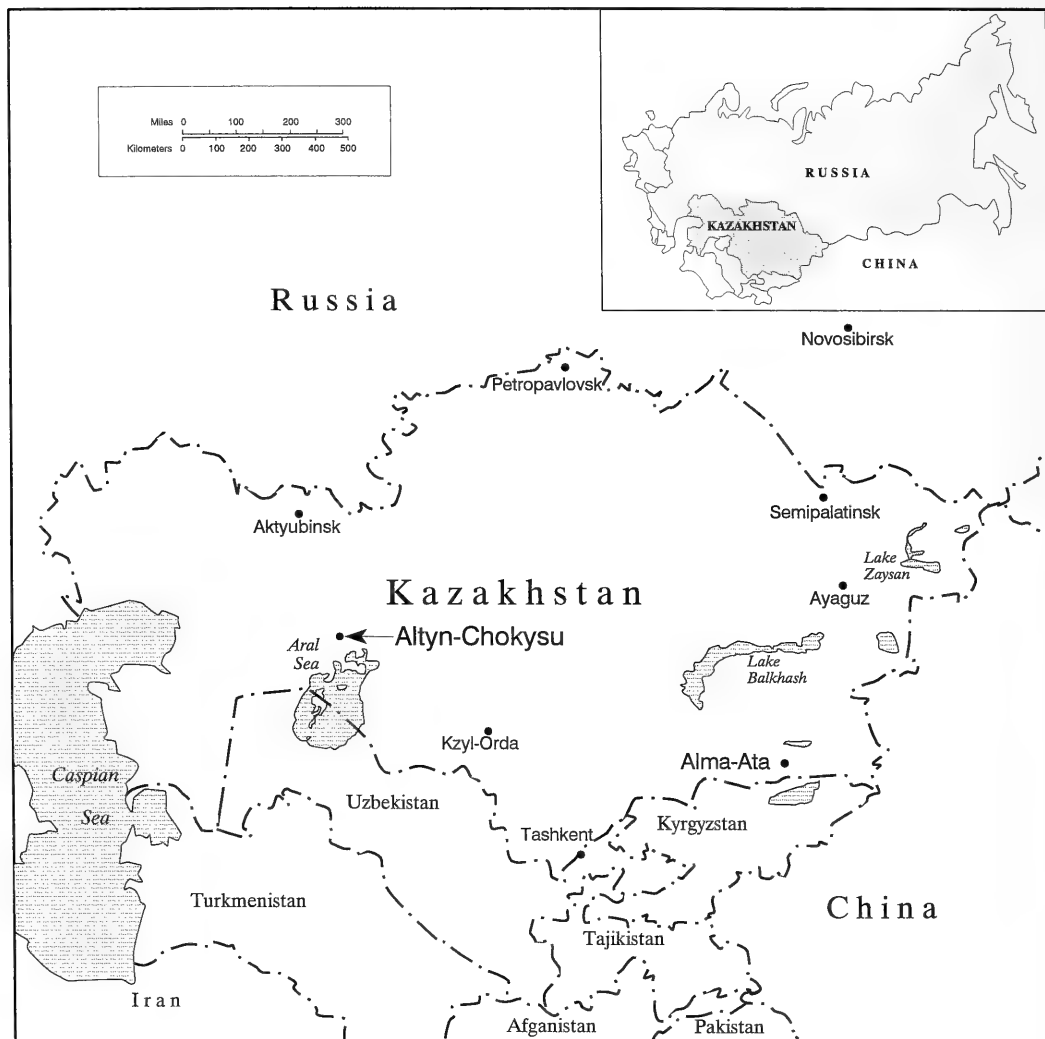 Miles 0 100 200 300
Kilometers 0 100 200 300 400 500
RUSSIA
KAZAKHSTAN
CHINA
Russia
Novosibirsk
Petropavlovsk
Aktyubinsk
Semipalatinsk
Lake
Zaysan
Kazakhstan
Ayaguz
Altyn-Chokysu
Aral
Sea
Lake
Balkhash
Kzyl-Orda
Alma-Ata
Caspian
Sea
Uzbekistan
Kyrgyzstan
Tashkent
Turkmenistan
China
Tajikistan
Iran
Afganistan
Pakistan